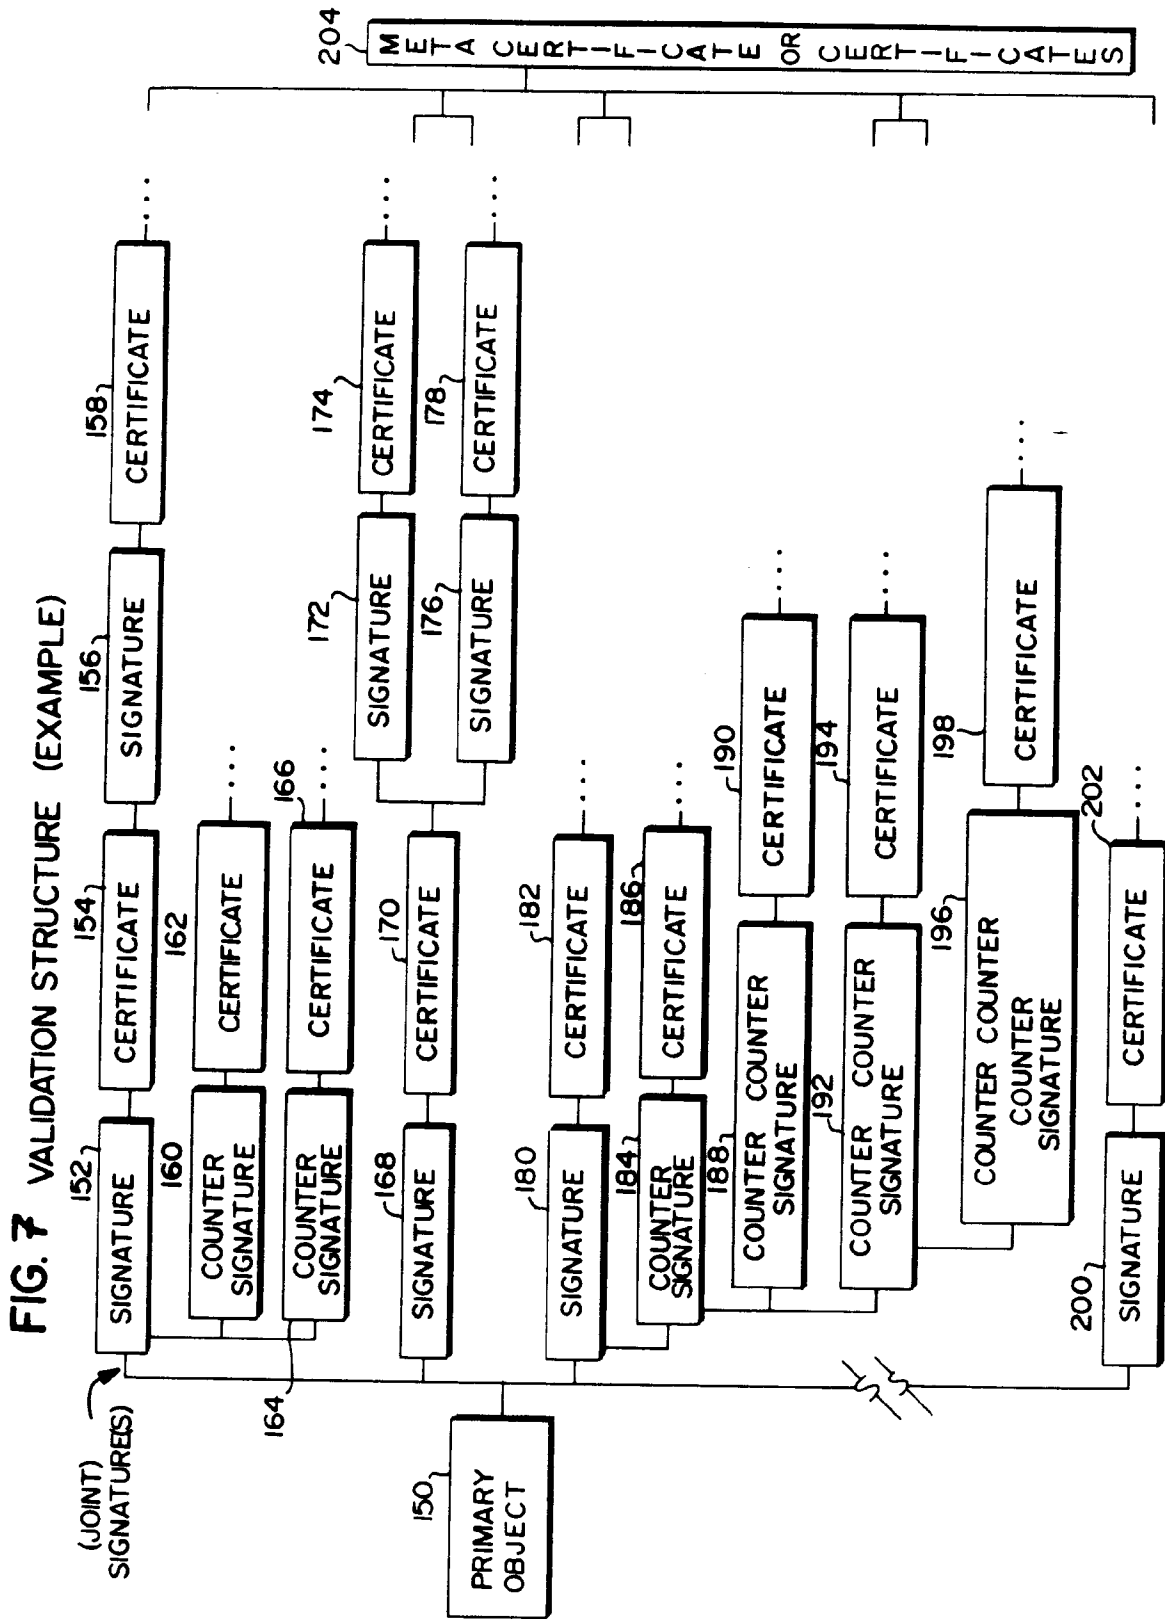 FIG. 7 VALIDATION STRUCTURE (EXAMPLE)
(JOINT)
SIGNATURE(S)
150
PRIMARY
OBJECT
152
SIGNATURE
154
CERTIFICATE
156
SIGNATURE
158
CERTIFICATE
....
160
COUNTER
SIGNATURE
162
CERTIFICATE
....
164
COUNTER
SIGNATURE
166
CERTIFICATE
....
168
SIGNATURE
170
CERTIFICATE
172
SIGNATURE
174
CERTIFICATE
....
176
SIGNATURE
178
CERTIFICATE
....
180
SIGNATURE
182
CERTIFICATE
....
184
COUNTER
SIGNATURE
186
CERTIFICATE
....
188
COUNTER COUNTER
SIGNATURE
190
CERTIFICATE
....
192
COUNTER COUNTER
SIGNATURE
194
CERTIFICATE
....
196
COUNTER COUNTER
COUNTER
SIGNATURE
198
CERTIFICATE
....
200
SIGNATURE
202
CERTIFICATE
....
204
META CERTIFICATE OR CERTIFICATES